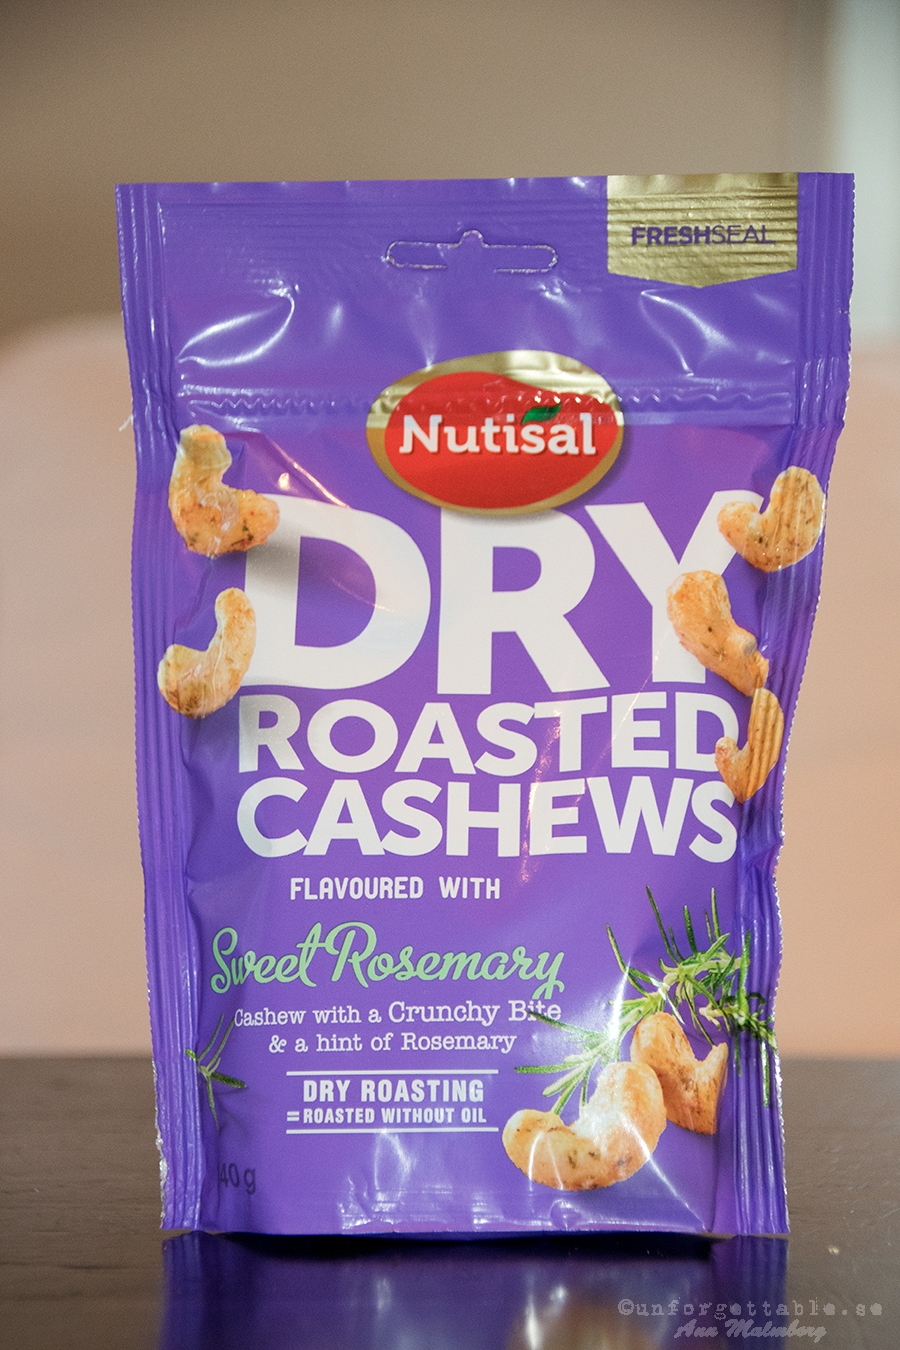 FRESHSEAL
Nutisal
DRY
ROASTED
CASHEWS
FLAVOURED WITH
Sweet Rosemary
Cashew with a Crunchy Bite
& a hint of Rosemary
DRY ROASTING
=ROASTED WITHOUT OIL
©unforgettable.se
Ann Malmborg